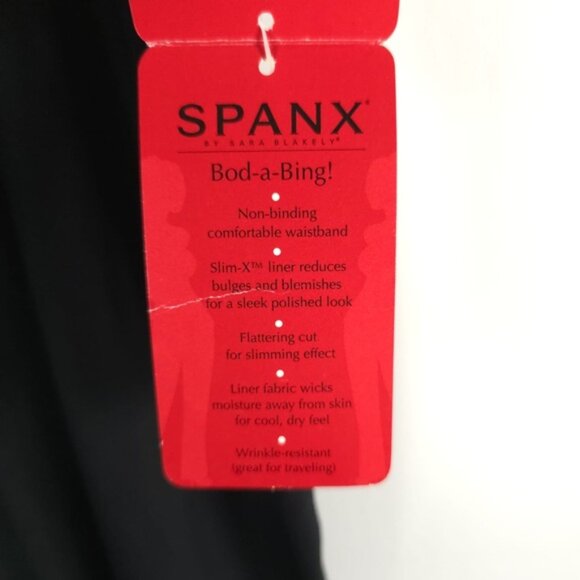 SPANX®
BY SARA BLAKELY®
Bod-a-Bing!
Non-binding
comfortable waistband
Slim-X™ liner reduces
bulges and blemishes
for a sleek polished look
Flattering cut
for slimming effect
Liner fabric wicks
moisture away from skin
for cool, dry feel
Wrinkle-resistant
(great for traveling)